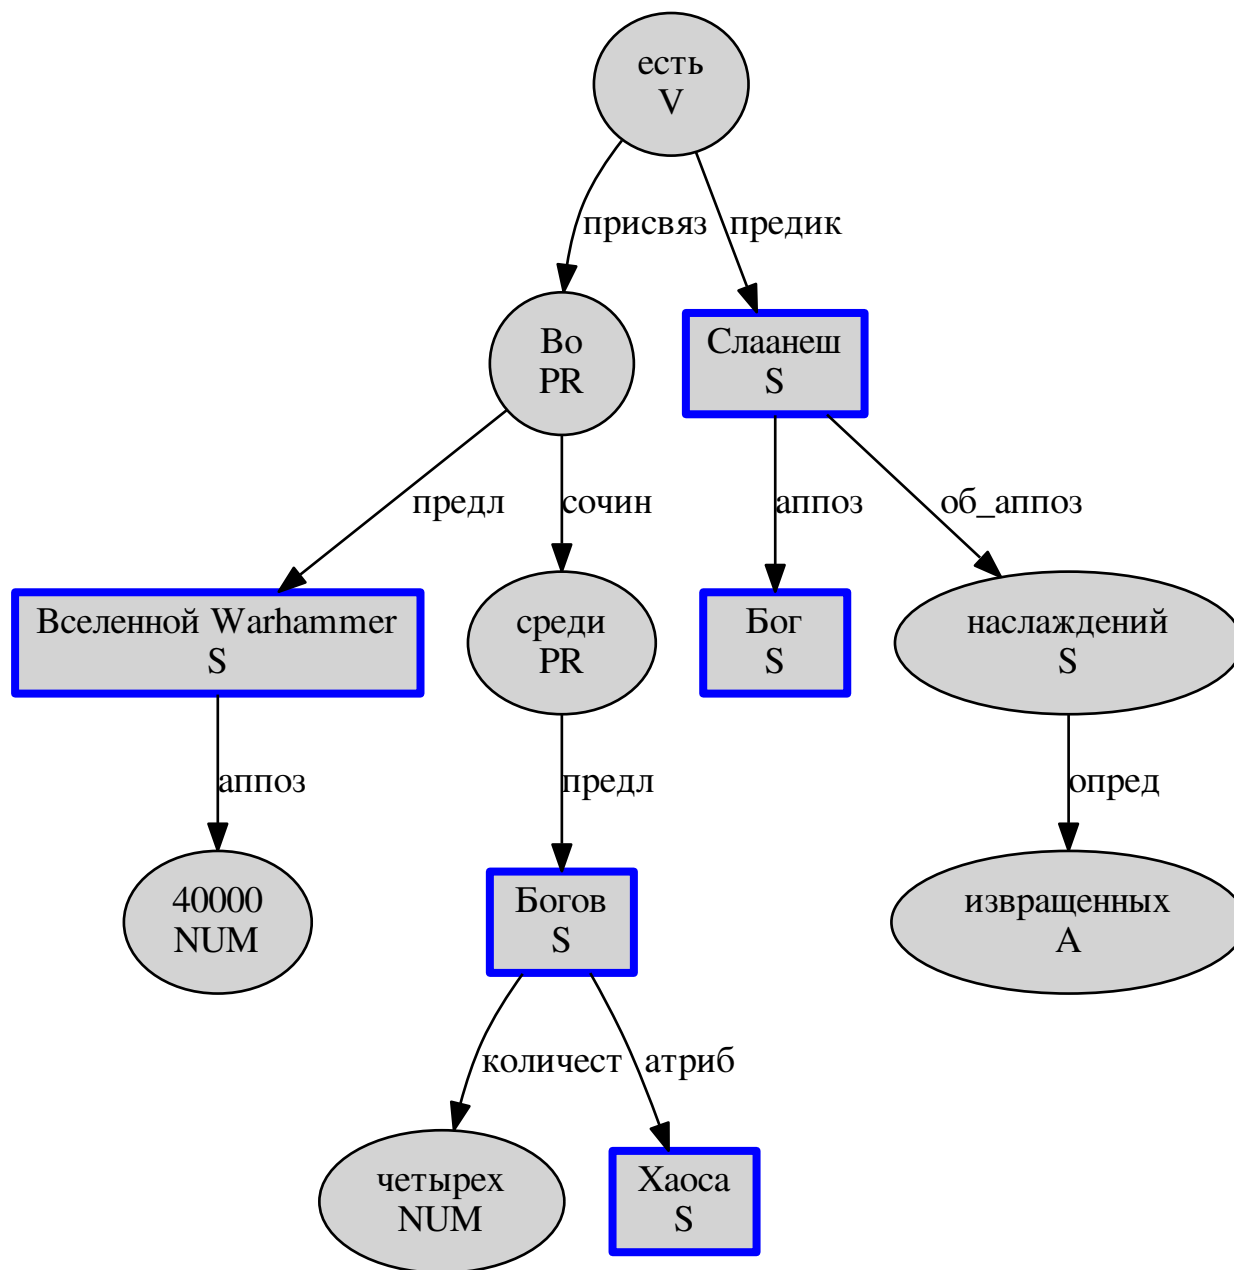 есть
V
присвяз
предик
Во
PR
Слаанеш
S
предл
сочин
аппоз
об_аппоз
Вселенной Warhammer
S
среди
PR
Бог
S
наслаждений
S
аппоз
предл
опред
40000
NUM
Богов
S
извращенных
A
количест
атриб
четырех
NUM
Хаоса
S